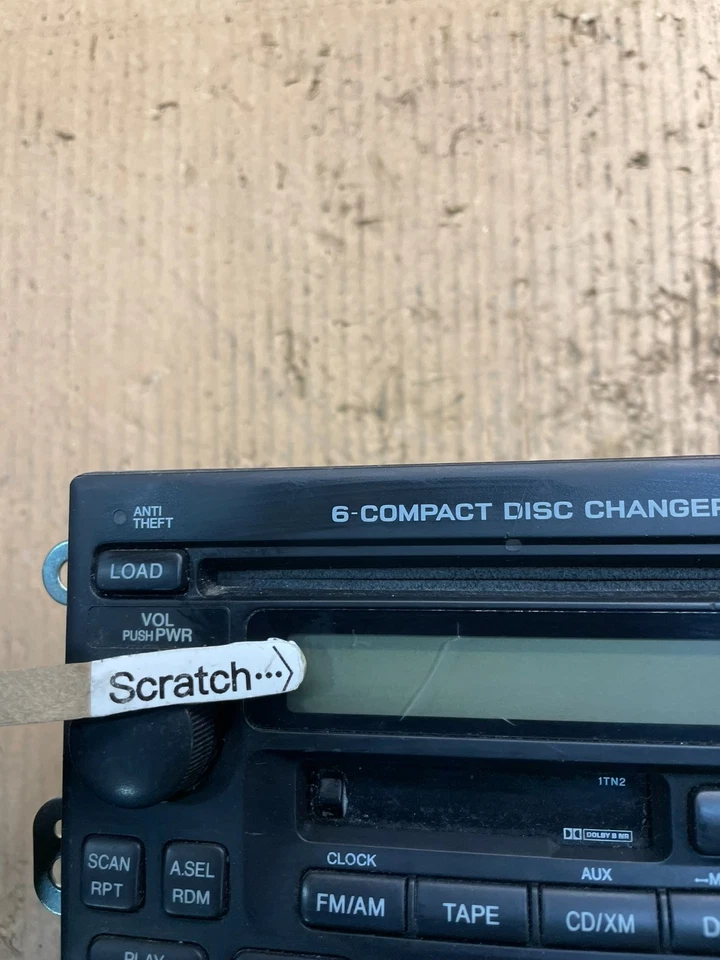 ANTI
THEFT
6-COMPACT DISC CHANGER
LOAD
VOL
PUSH PWR
Scratch···>
1TN2
DOLBY B NR
CLOCK
AUX
SCAN
RPT
A.SEL
RDM
FM/AM
TAPE
CD/XM
D
PLAY